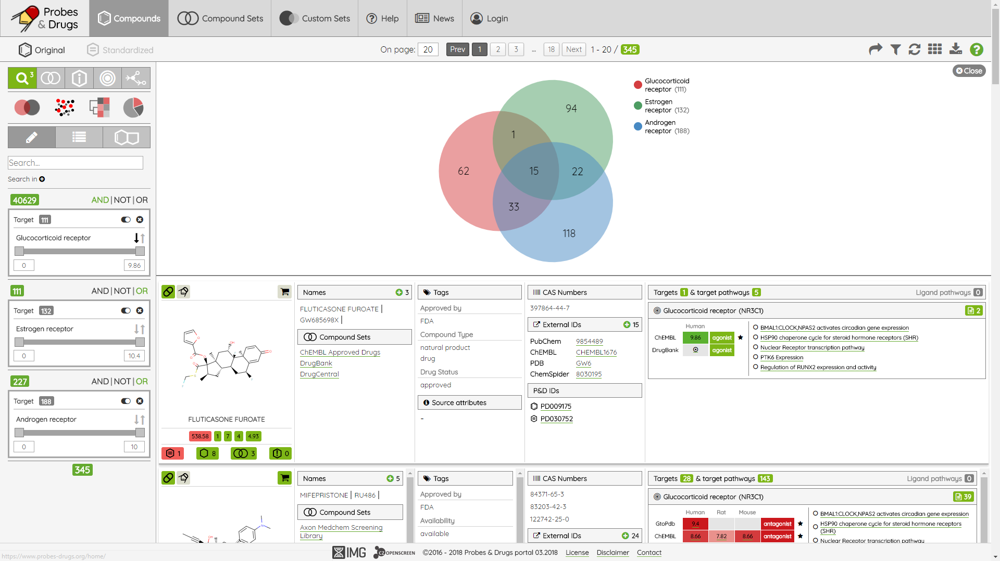 Probes & Drugs
Compounds
Compound Sets
Custom Sets
Help
News
Login
Original
Standardized
On page: 20 Prev 1 2 3 ... 18 Next 1 - 20 / 345
Close
3
Search...
Search in
40629 AND | NOT | OR
Target 111
Glucocorticoid receptor
0 9.86
111 AND | NOT | OR
Target 132
Estrogen receptor
0 10.4
227 AND | NOT | OR
Target 188
Androgen receptor
0 10
345
94
1
62
15
22
33
118
Glucocorticoid
receptor (111)
Estrogen
receptor (132)
Androgen
receptor (188)
FLUTICASONE FUROATE
538.58 1 7 4 4.93
1 8 3 0
Names 3
FLUTICASONE FUROATE |
GW685698X |
Compound Sets
ChEMBL Approved Drugs
DrugBank
DrugCentral
Tags
Approved by
FDA
Compound Type
natural product
drug
Drug Status
approved
Source attributes
-
CAS Numbers
397864-44-7
External IDs 15
PubChem 9854489
ChEMBL CHEMBL1676
PDB GW6
ChemSpider 8030195
P&D IDs
PD009175
PD030752
Targets 1 & target pathways 5 Ligand pathways 0
Glucocorticoid receptor (NR3C1) 2
Human
ChEMBL 9.86 agonist
DrugBank agonist
BMAL1:CLOCK,NPAS2 activates circadian gene expression
HSP90 chaperone cycle for steroid hormone receptors (SHR)
Nuclear Receptor transcription pathway
PTK6 Expression
Regulation of RUNX2 expression and activity
Names 5
MIFEPRISTONE | RU486 |
Compound Sets
Axon Medchem Screening
Library
Tags
Approved by
FDA
Availability
available
CAS Numbers
84371-65-3
83203-42-3
122742-25-0
External IDs 24
Targets 28 & target pathways 143 Ligand pathways 0
Glucocorticoid receptor (NR3C1) 39
Human Rat Mouse
GtoPdb 9.4 antagonist
ChEMBL 8.66 7.82 8.66 antagonist
BMAL1:CLOCK,NPAS2 activates circadian gene expression
HSP90 chaperone cycle for steroid hormone receptors
(SHR)
Nuclear Receptor transcription pathway
https://www.probes-drugs.org/home/
IMG
CZ OPENSCREEN
©2016 - 2018 Probes & Drugs portal 03.2018 License Disclaimer Contact